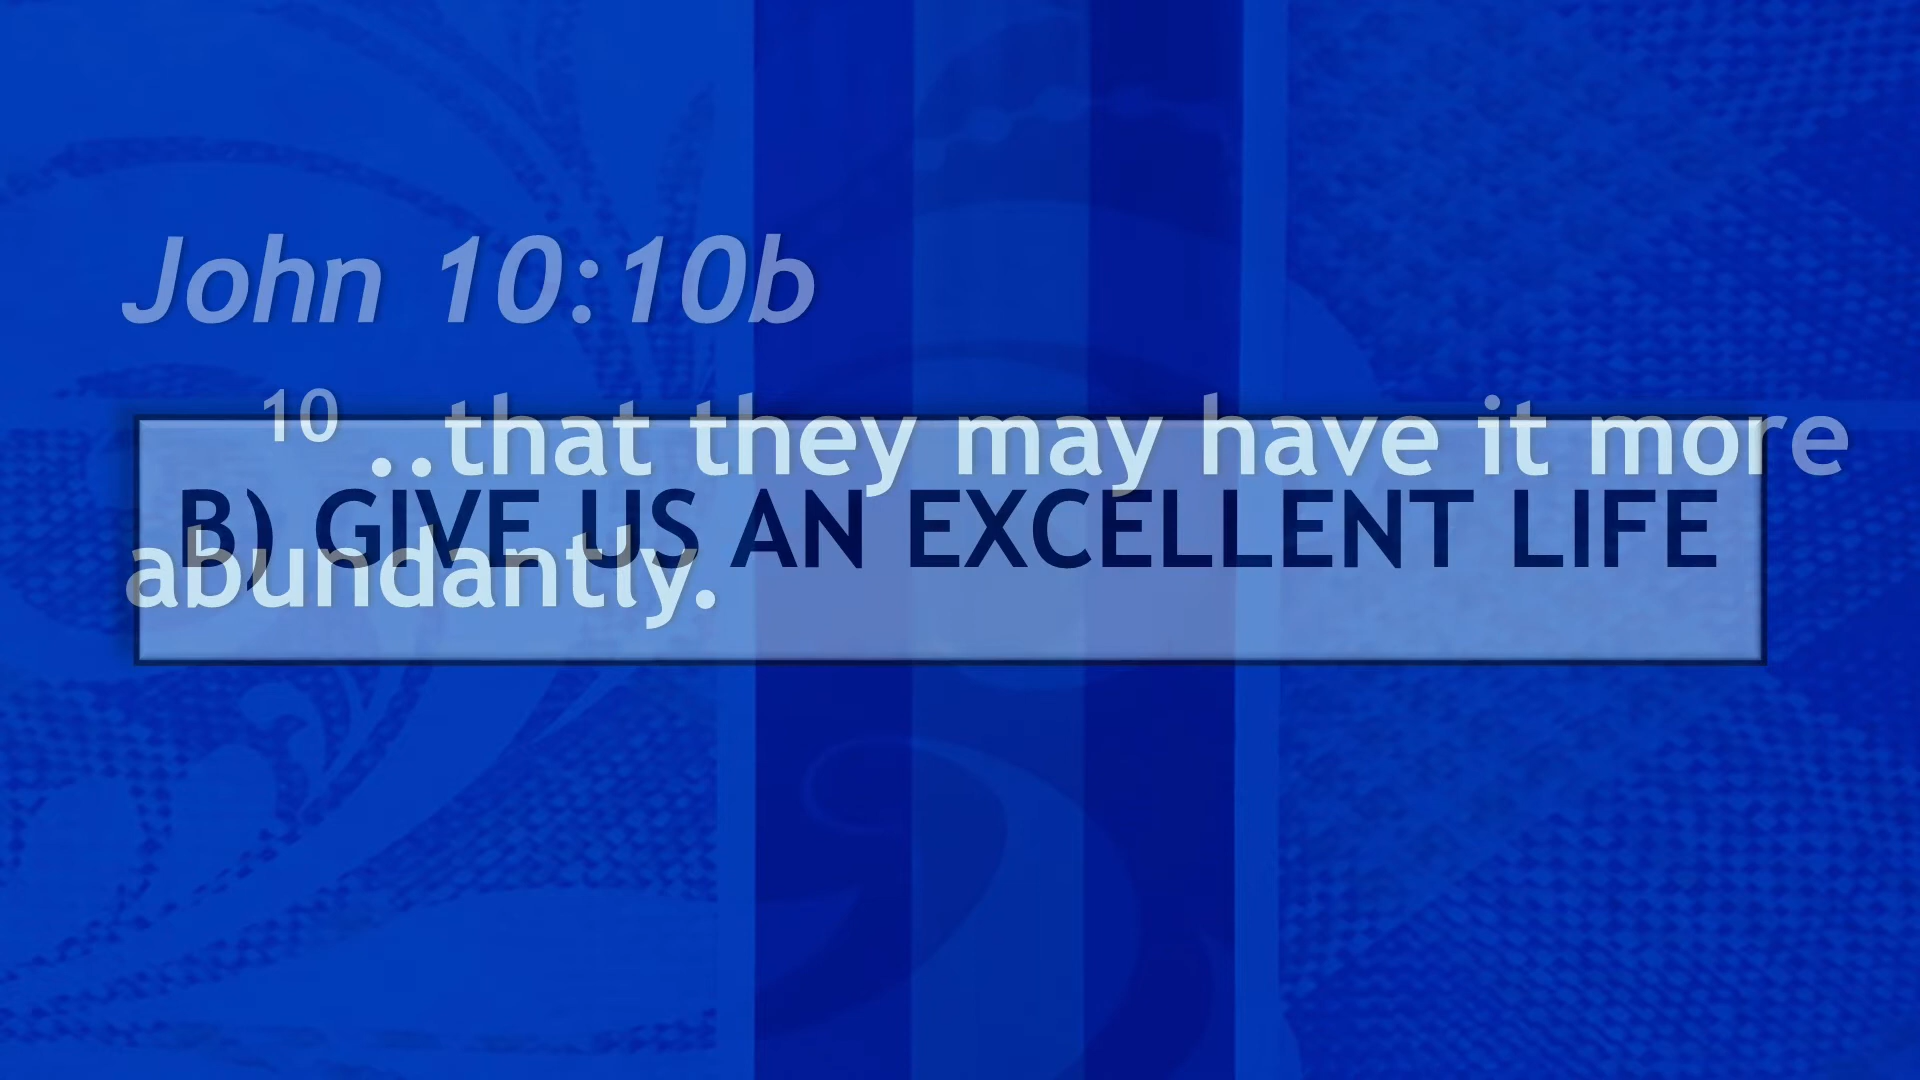 John 10:10b
10 ..that they may have it more
abundantly.
B) GIVE US AN EXCELLENT LIFE